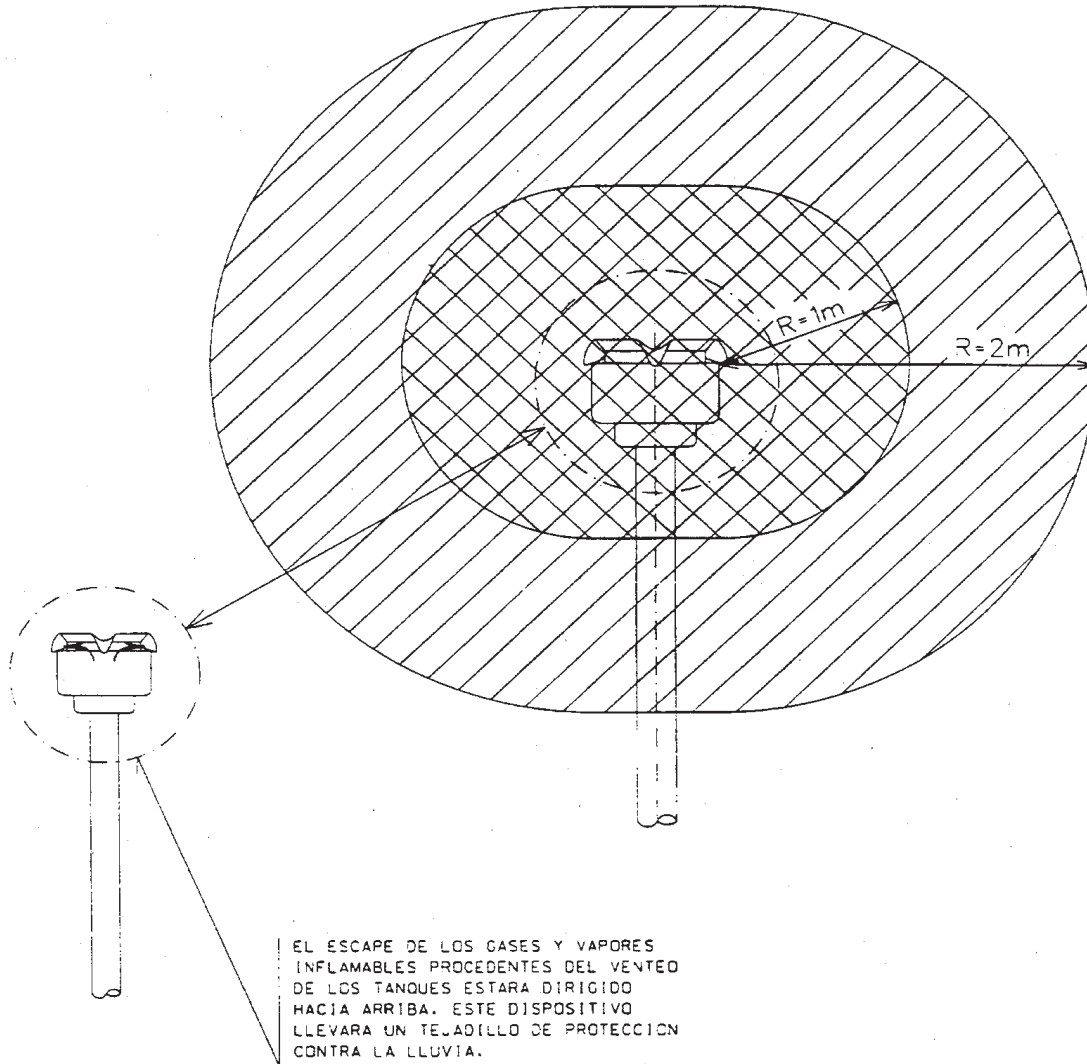 R=1m
R=2m
EL ESCAPE DE LOS GASES Y VAPORES
INFLAMABLES PROCEDENTES DEL VENTEO
DE LOS TANQUES ESTARA DIRIGIDO
HACIA ARRIBA. ESTE DISPOSITIVO
LLEVARA UN TEJADILLO DE PROTECCION
CONTRA LA LLUVIA.